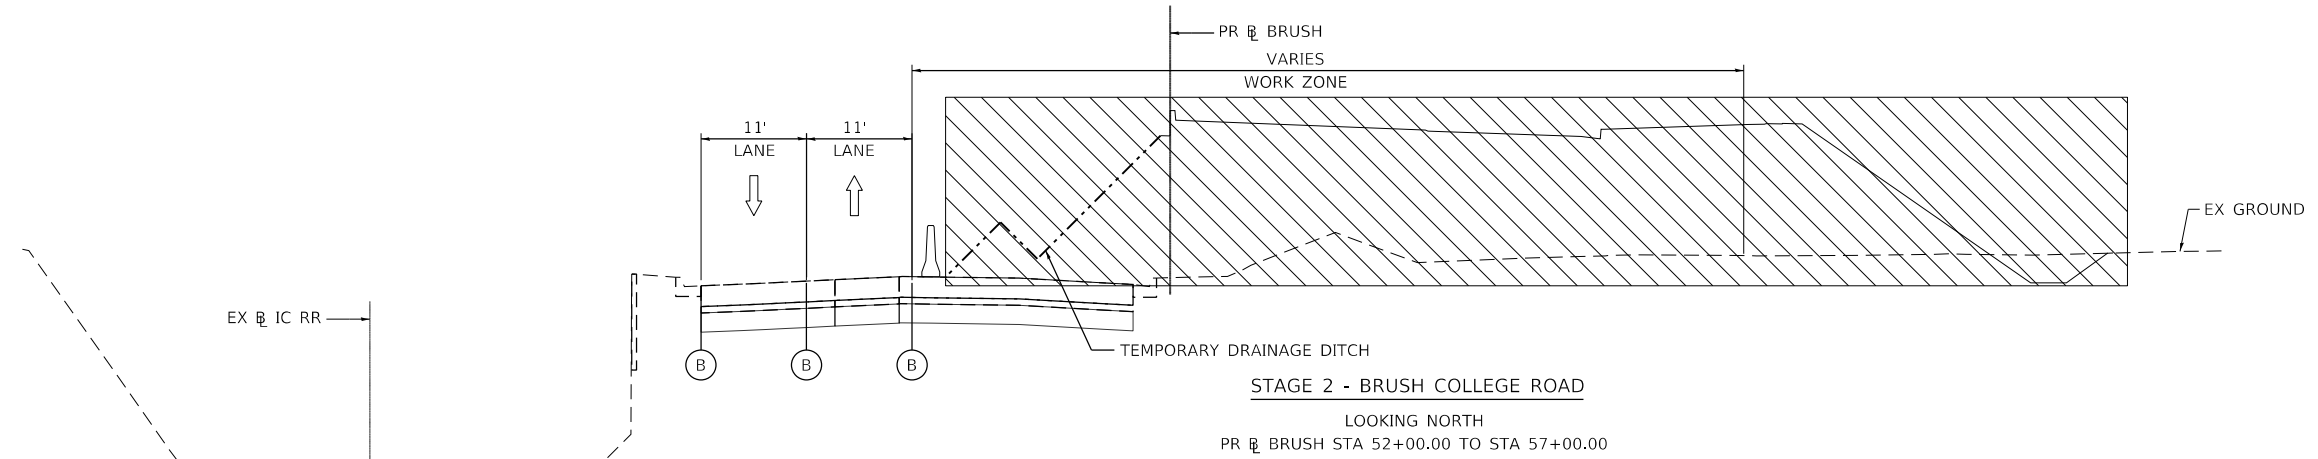 PR ℄ BRUSH
VARIES
WORK ZONE
11'
LANE
11'
LANE
EX GROUND
EX ℄ IC RR
TEMPORARY DRAINAGE DITCH
B
B
B
STAGE 2 - BRUSH COLLEGE ROAD
LOOKING NORTH
PR ℄ BRUSH STA 52+00.00 TO STA 57+00.00